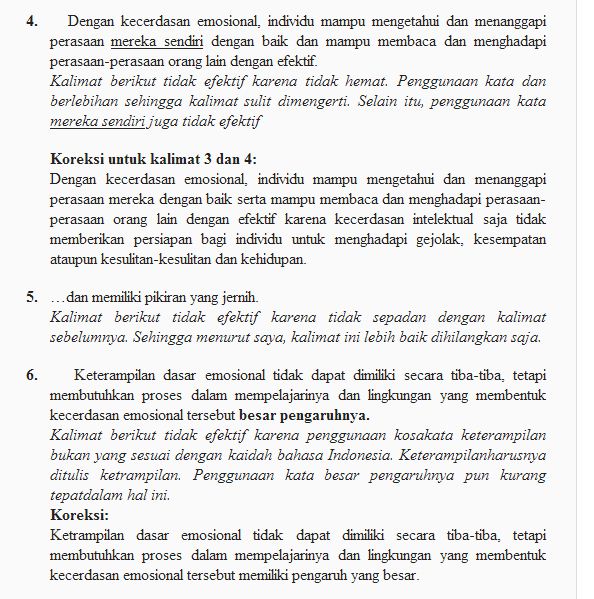 4. Dengan kecerdasan emosional, individu mampu mengetahui dan menanggapi
perasaan mereka sendiri dengan baik dan mampu membaca dan menghadapi
perasaan-perasaan orang lain dengan efektif.
Kalimat berikut tidak efektif karena tidak hemat. Penggunaan kata dan
berlebihan sehingga kalimat sulit dimengerti. Selain itu, penggunaan kata
mereka sendiri juga tidak efektif
Koreksi untuk kalimat 3 dan 4:
Dengan kecerdasan emosional, individu mampu mengetahui dan menanggapi
perasaan mereka dengan baik serta mampu membaca dan menghadapi perasaan-
perasaan orang lain dengan efektif karena kecerdasan intelektual saja tidak
memberikan persiapan bagi individu untuk menghadapi gejolak, kesempatan
ataupun kesulitan-kesulitan dan kehidupan.
5. …dan memiliki pikiran yang jernih.
Kalimat berikut tidak efektif karena tidak sepadan dengan kalimat
sebelumnya. Sehingga menurut saya, kalimat ini lebih baik dihilangkan saja.
6. Keterampilan dasar emosional tidak dapat dimiliki secara tiba-tiba, tetapi
membutuhkan proses dalam mempelajarinya dan lingkungan yang membentuk
kecerdasan emosional tersebut besar pengaruhnya.
Kalimat berikut tidak efektif karena penggunaan kosakata keterampilan
bukan yang sesuai dengan kaidah bahasa Indonesia. Keterampilanharusnya
ditulis ketrampilan. Penggunaan kata besar pengaruhnya pun kurang
tepatdalam hal ini.
Koreksi:
Ketrampilan dasar emosional tidak dapat dimiliki secara tiba-tiba, tetapi
membutuhkan proses dalam mempelajarinya dan lingkungan yang membentuk
kecerdasan emosional tersebut memiliki pengaruh yang besar.